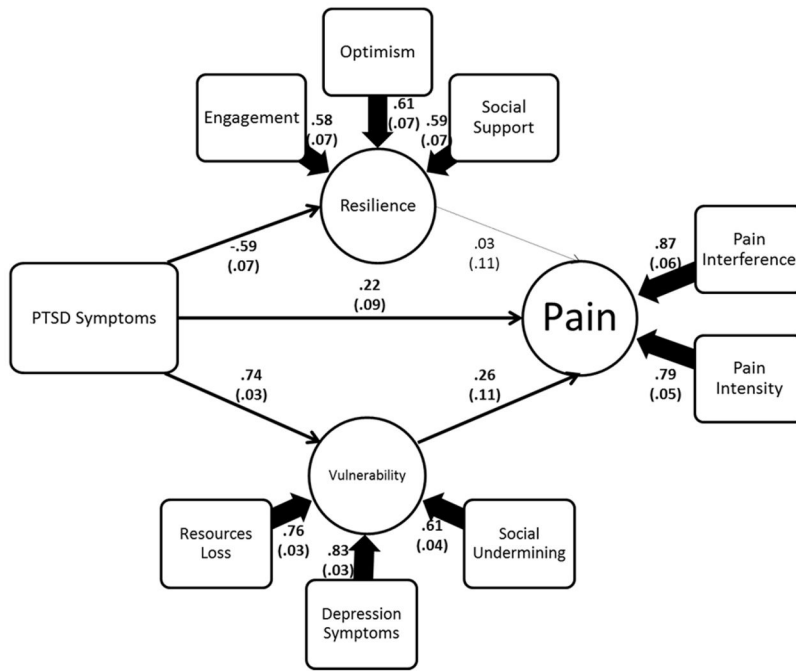 Optimism
Engagement
Social
Support
.58
(.07)
.61
(.07)
.59
(.07)
Resilience
-.59
(.07)
.03
(.11)
.87
(.06)
Pain
Interference
PTSD Symptoms
.22
(.09)
Pain
.79
(.05)
Pain
Intensity
.74
(.03)
.26
(.11)
Vulnerability
Resources
Loss
.76
(.03)
.83
(.03)
.61
(.04)
Social
Undermining
Depression
Symptoms